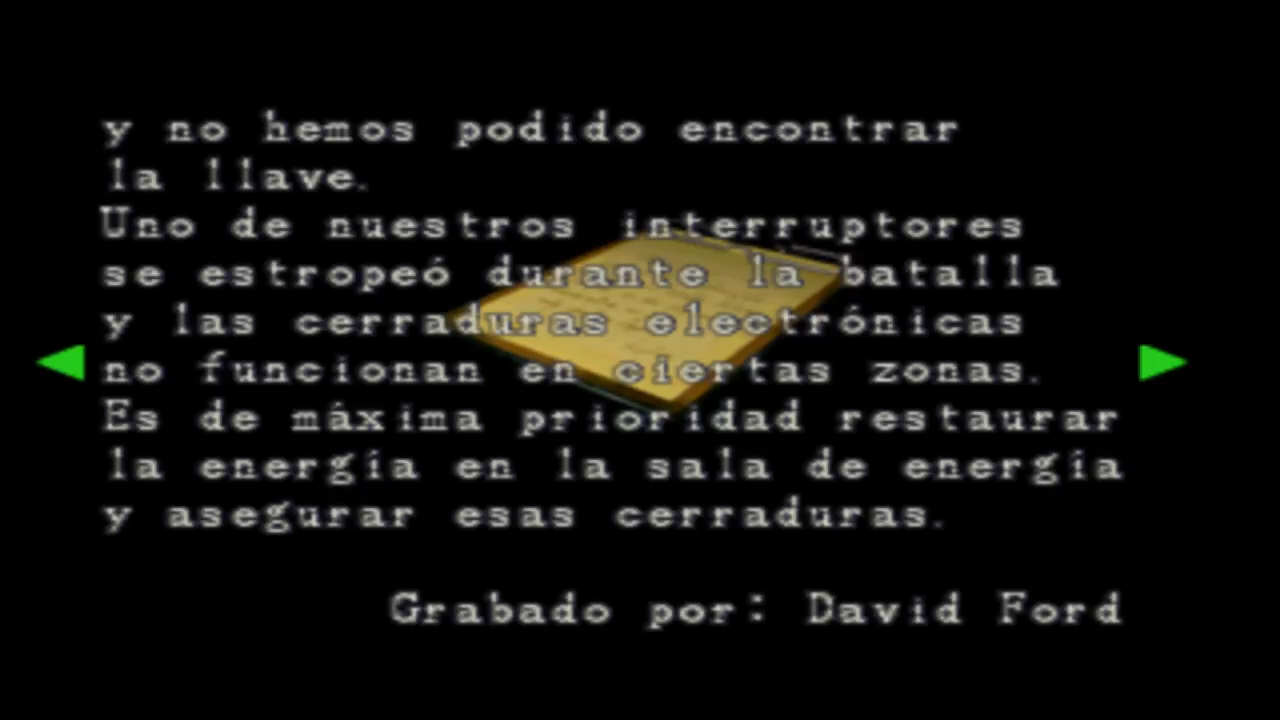 y no hemos podido encontrar
la llave.
Uno de nuestros interruptores
se estropeó durante la batalla
y las cerraduras electrónicas
no funcionan en ciertas zonas.
Es de máxima prioridad restaurar
la energía en la sala de energía
y asegurar esas cerraduras.
Grabado por: David Ford